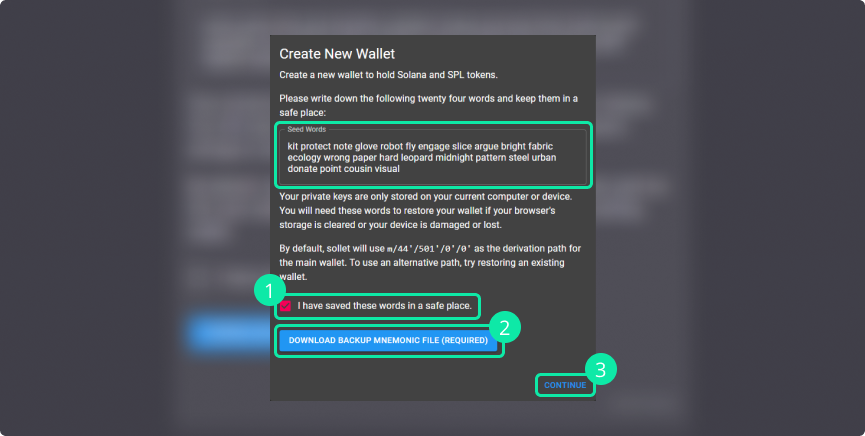 Create New Wallet
Create a new wallet to hold Solana and SPL tokens.
Please write down the following twenty four words and keep them in a
safe place:
Seed Words
kit protect note glove robot fly engage slice argue bright fabric
ecology wrong paper hard leopard midnight pattern steel urban
donate point cousin visual
Your private keys are only stored on your current computer or device.
You will need these words to restore your wallet if your browser's
storage is cleared or your device is damaged or lost.
By default, sollet will use m/44'/501'/0'/0' as the derivation path for
the main wallet. To use an alternative path, try restoring an existing
wallet.
1
I have saved these words in a safe place.
2
DOWNLOAD BACKUP MNEMONIC FILE (REQUIRED)
3
CONTINUE